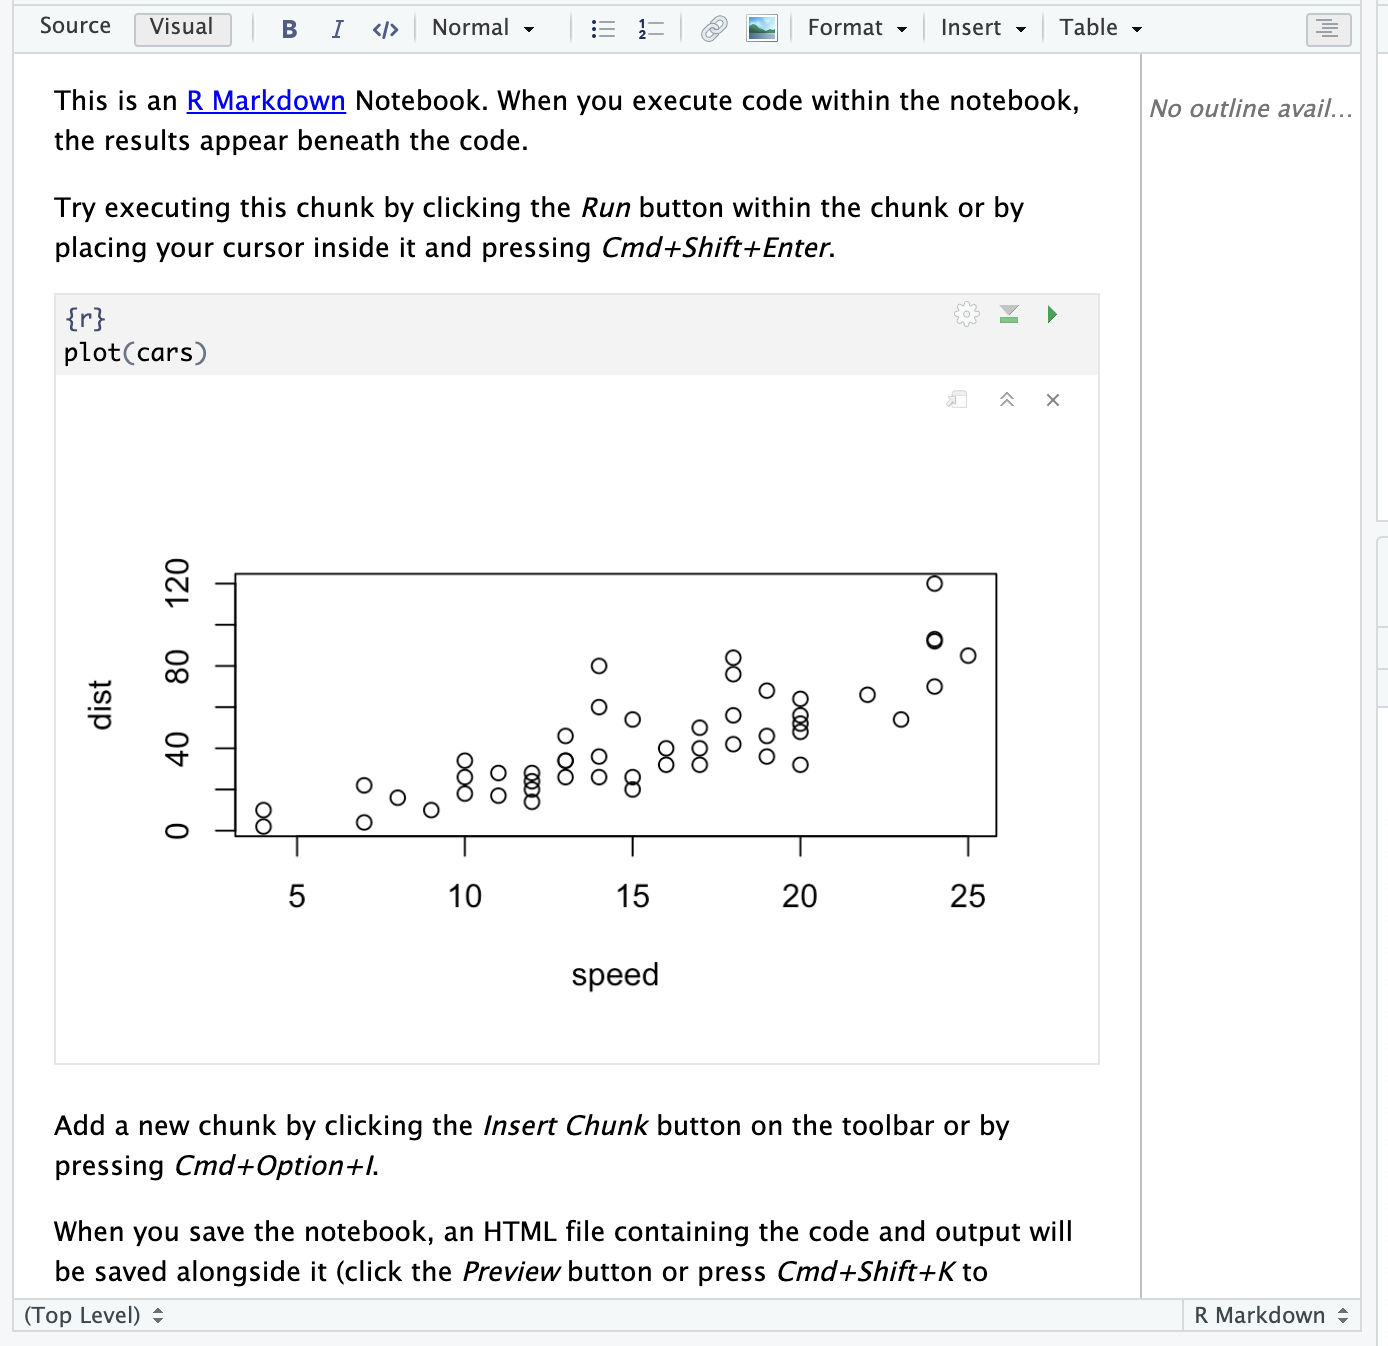 Source Visual B I </> Normal Format Insert Table
This is an R Markdown Notebook. When you execute code within the notebook,
the results appear beneath the code.
No outline avail...
Try executing this chunk by clicking the Run button within the chunk or by
placing your cursor inside it and pressing Cmd+Shift+Enter.
{r}
plot(cars)
dist
120
80
40
0
5 10 15 20 25
speed
Add a new chunk by clicking the Insert Chunk button on the toolbar or by
pressing Cmd+Option+I.
When you save the notebook, an HTML file containing the code and output will
be saved alongside it (click the Preview button or press Cmd+Shift+K to
(Top Level) R Markdown